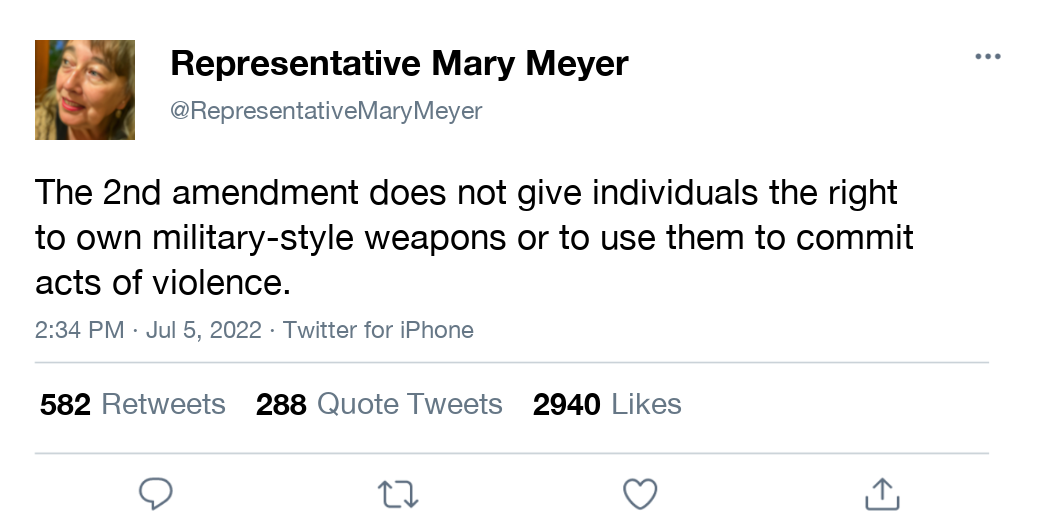 Representative Mary Meyer
@RepresentativeMaryMeyer
The 2nd amendment does not give individuals the right
to own military-style weapons or to use them to commit
acts of violence.
2:34 PM · Jul 5, 2022 · Twitter for iPhone
582 Retweets 288 Quote Tweets 2940 Likes